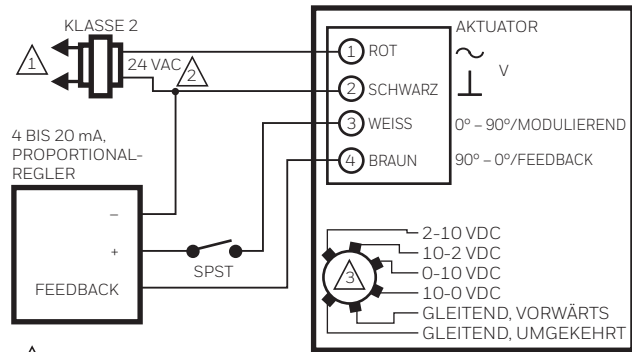 KLASSE 2
1
24 VAC
2
4 BIS 20 mA,
PROPORTIONAL-
REGLER
–
+
FEEDBACK
SPST
AKTUATOR
1 ROT
V
2 SCHWARZ
3 WEISS 0° – 90°/MODULIEREND
4 BRAUN 90° – 0°/FEEDBACK
3
2-10 VDC
10-2 VDC
0-10 VDC
10-0 VDC
GLEITEND, VORWÄRTS
GLEITEND, UMGEKEHRT